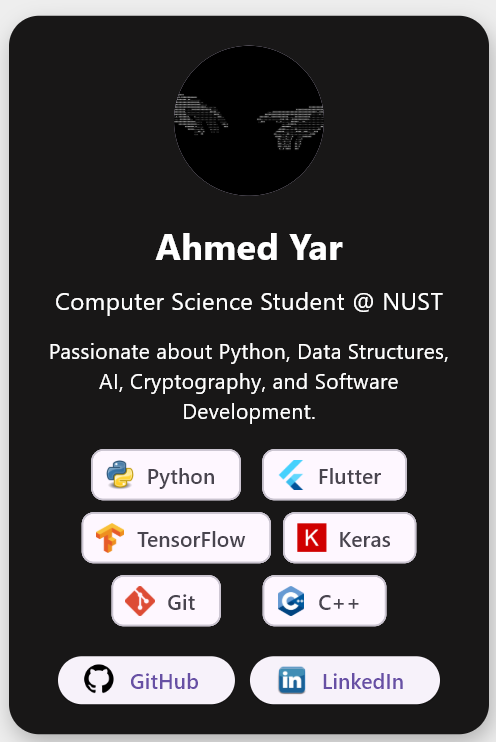 Ahmed Yar
Computer Science Student @ NUST
Passionate about Python, Data Structures,
AI, Cryptography, and Software
Development.
Python Flutter
TensorFlow K Keras
Git C++
GitHub in LinkedIn